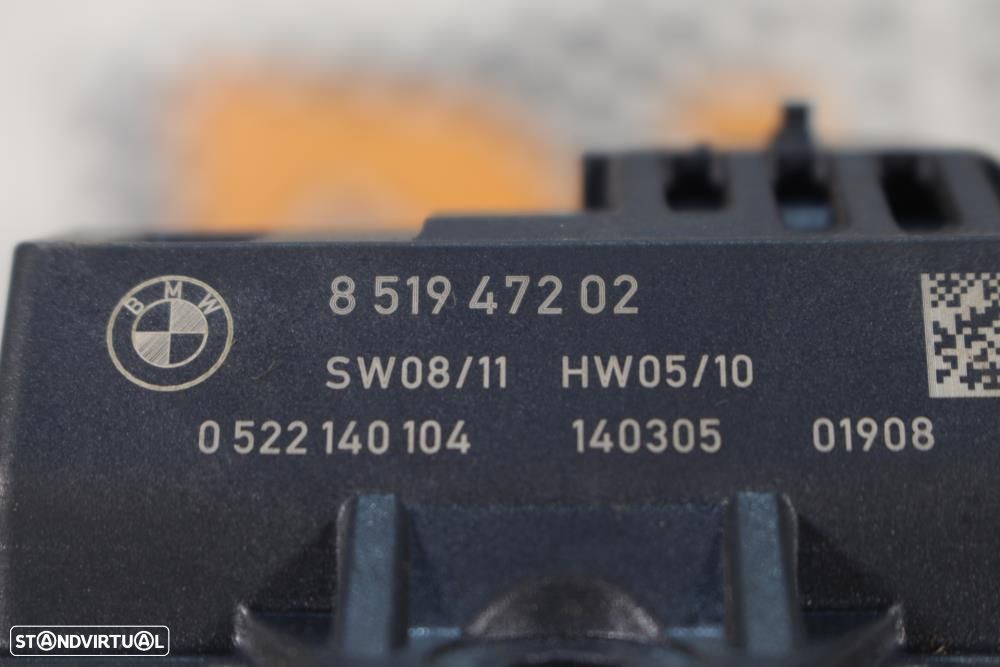 BMW
8 519 472 02
SW08/11 HW05/10
0 522 140 104 140305 01908
STANDVIRTUAL